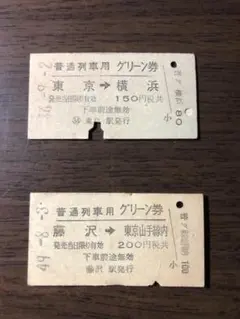 普通列車用 グリーン券
東京→横浜
発売当日限り有効 150円税共
下車前途無効
駅発行
小
80
普通列車用 グリーン券
49.-8.-3
藤沢→東京山手線内
発売当日限り有効 200円税共
下車前途無効
藤沢駅発行
小
100